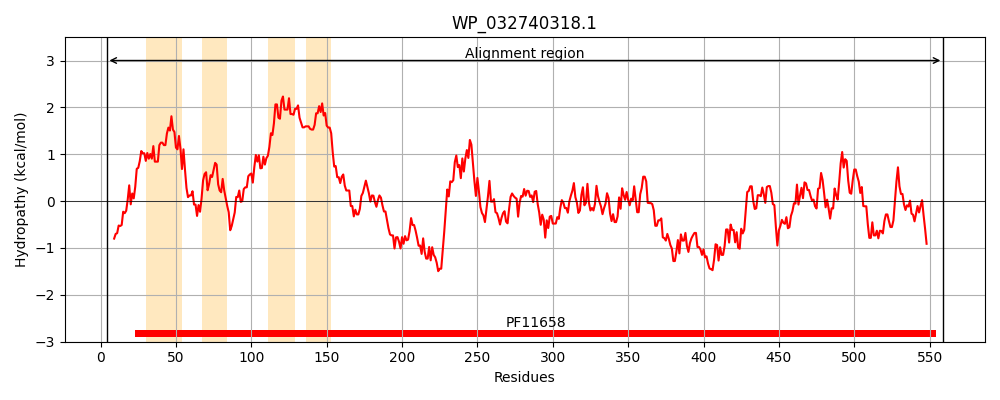 WP_032740318.1
Alignment region
Hydropathy (kcal/mol)
3
2
1
0
−1
−2
−3
PF11658
0 50 100 150 200 250 300 350 400 450 500 550
Residues